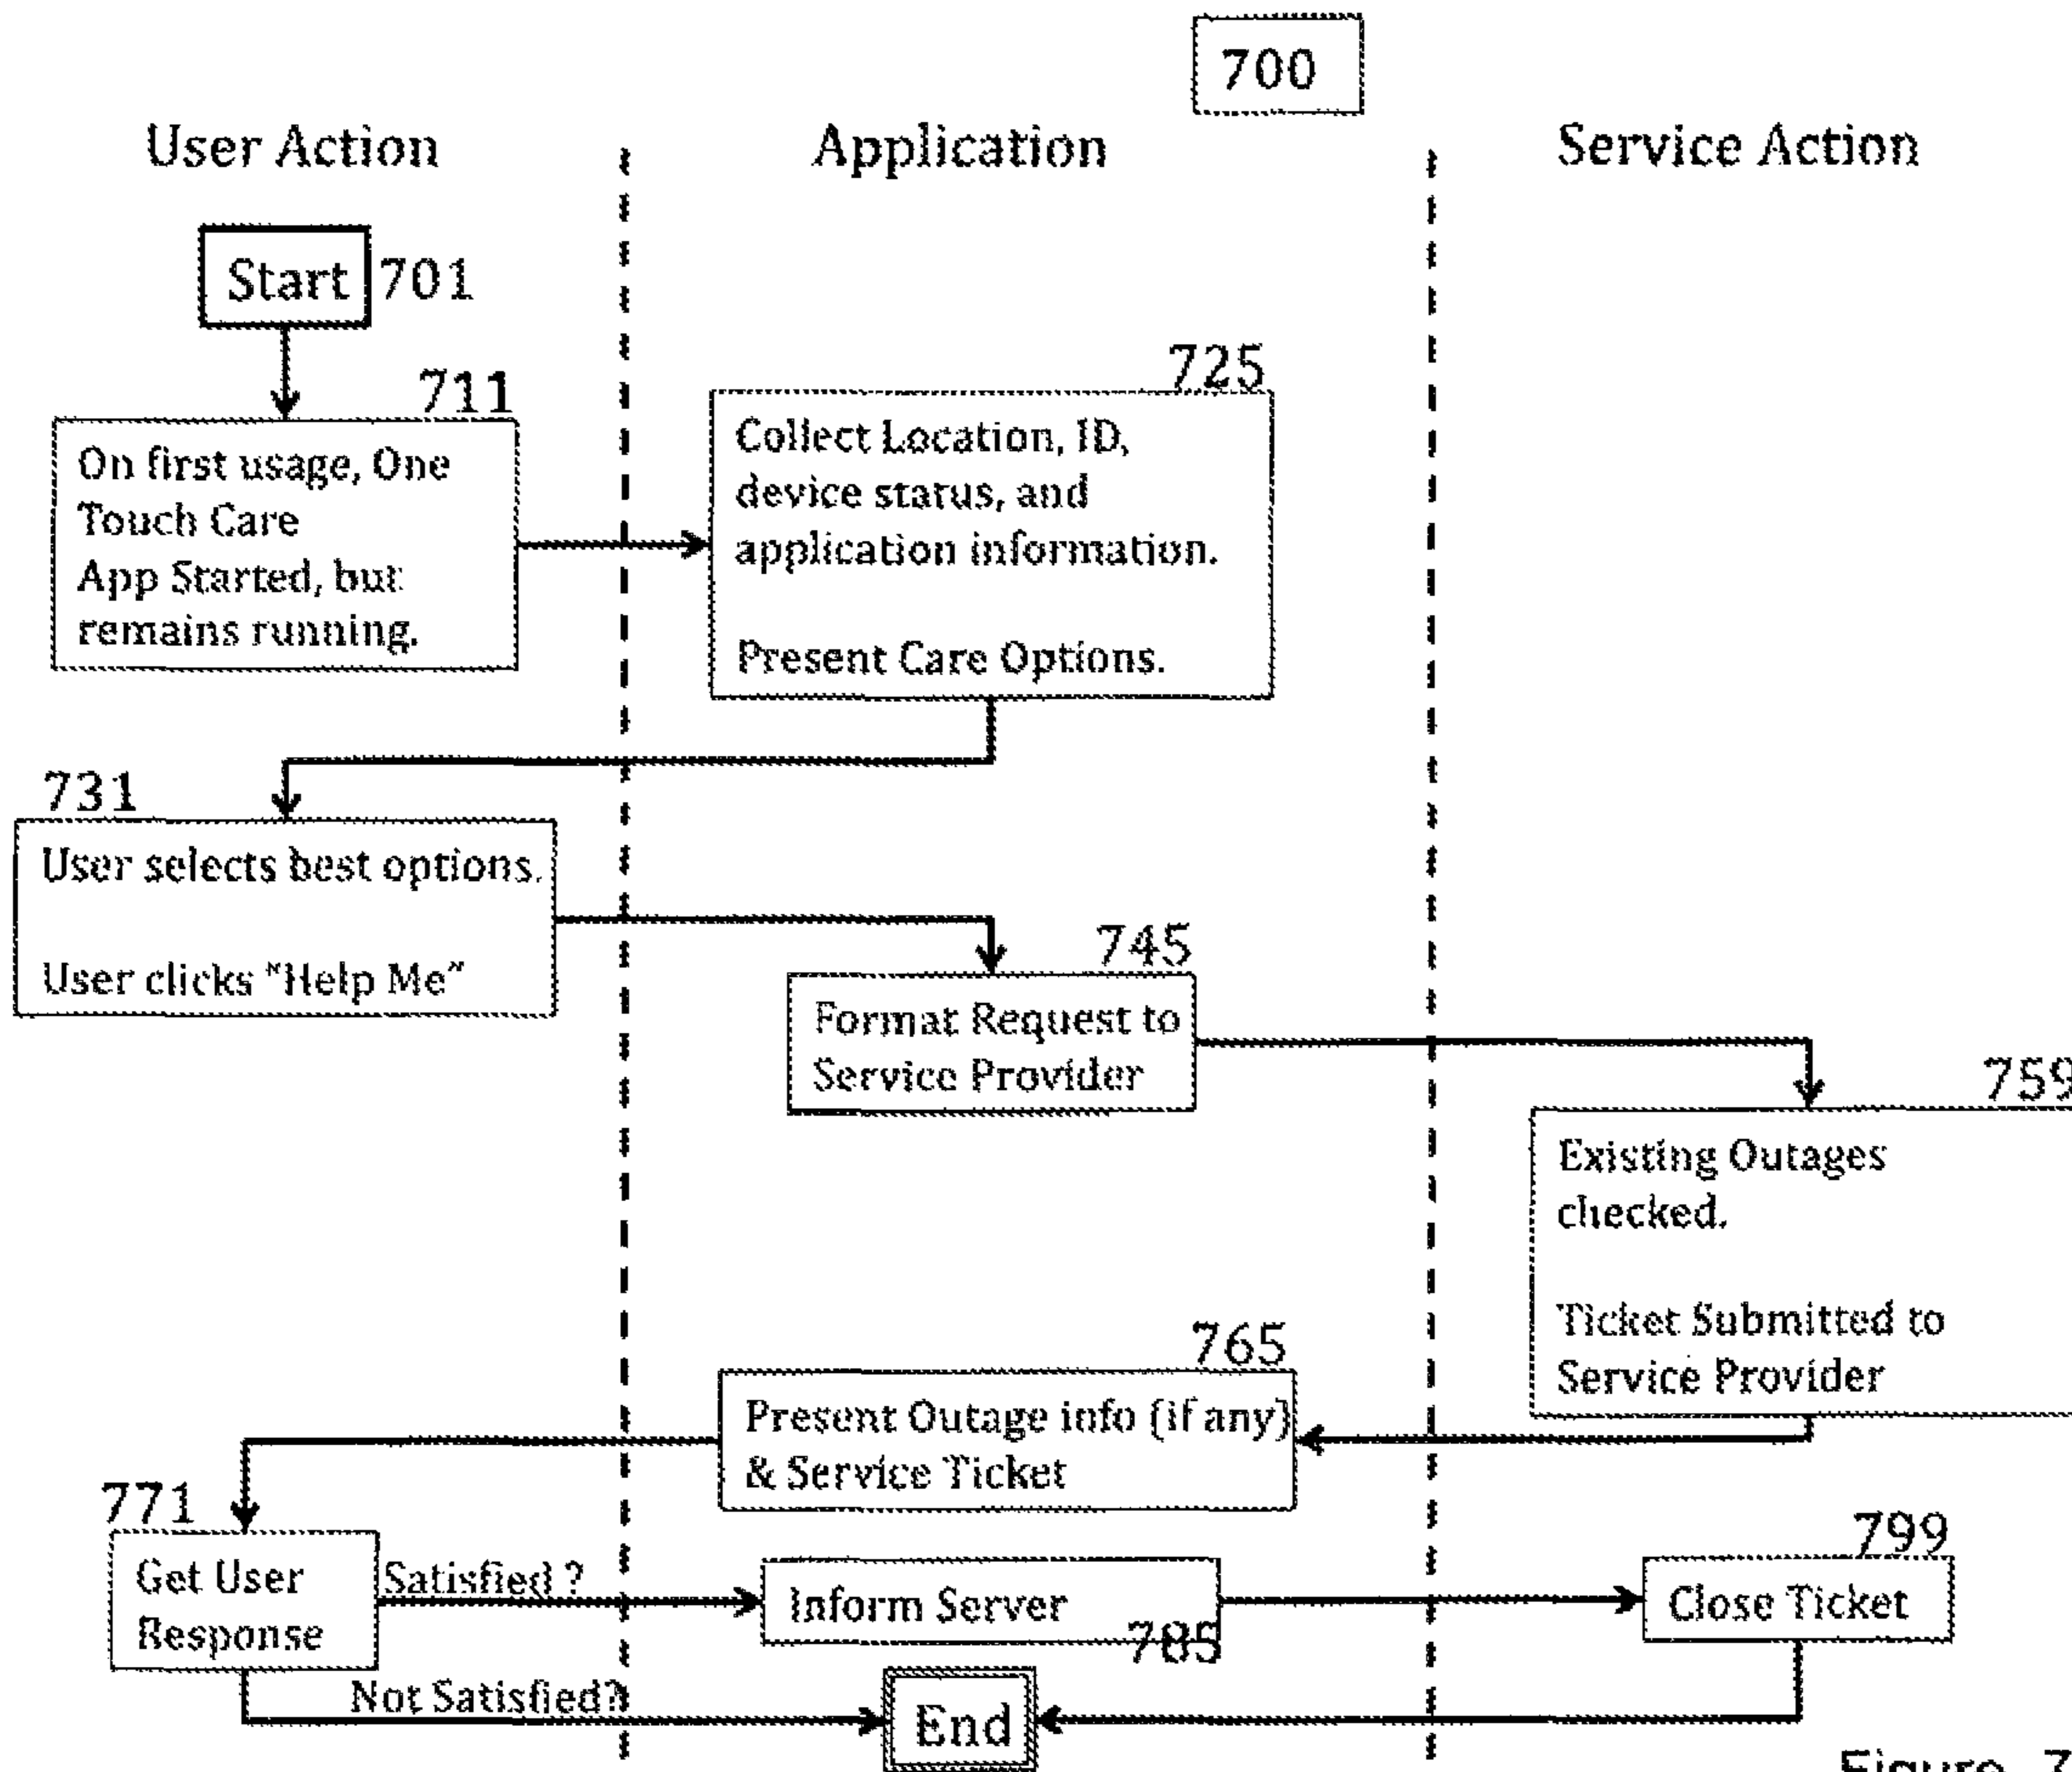 700
User Action
Application
Service Action
Start
701
711
On first usage, One
Touch Care
App Started, but
remains running.
725
Collect Location, ID,
device status, and
application information.
Present Care Options.
731
User selects best options.
User clicks "Help Me"
745
Format Request to
Service Provider
759
Existing Outages
checked.
Ticket Submitted to
Service Provider
765
Present Outage info (if any)
& Service Ticket
771
Get User
Response
Satisfied ?
Inform Server
785
799
Close Ticket
Not Satisfied?
End
Figure 7